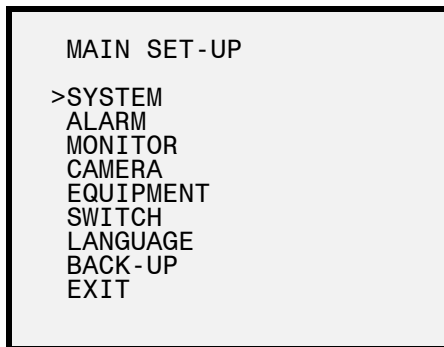 MAIN SET-UP
>SYSTEM
ALARM
MONITOR
CAMERA
EQUIPMENT
SWITCH
LANGUAGE
BACK-UP
EXIT